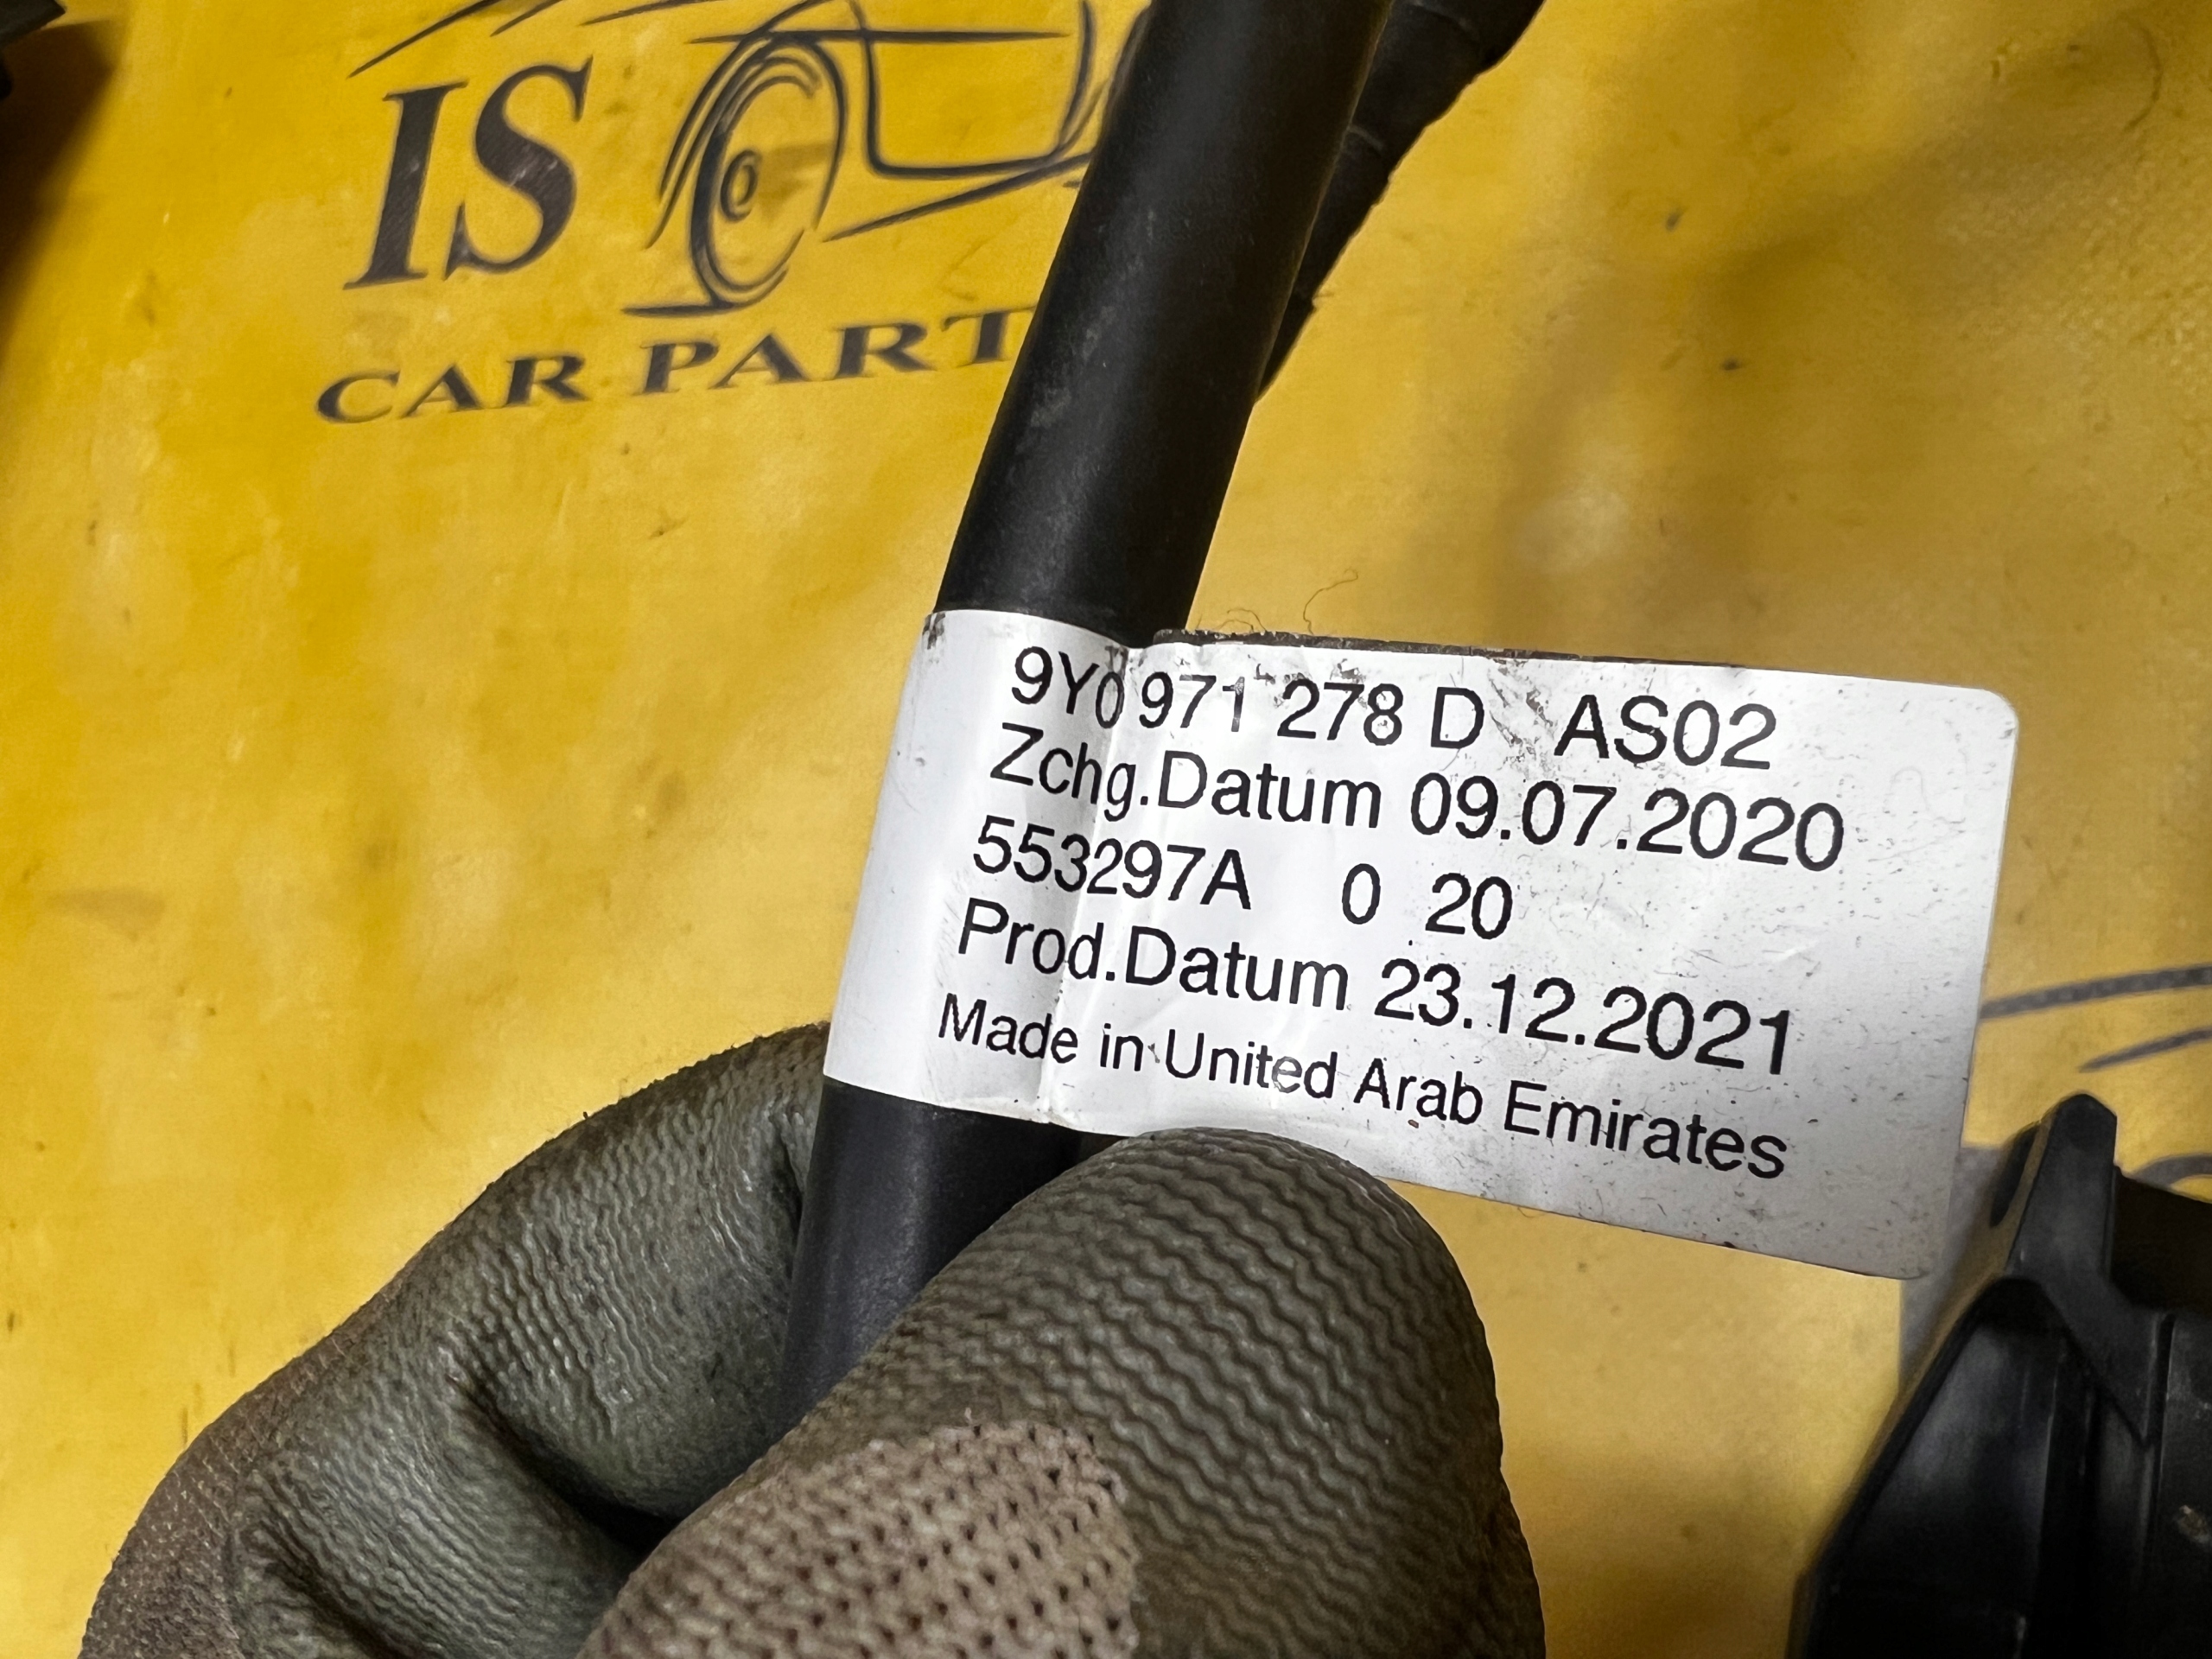 IS
CAR PART
9Y0 971 278 D AS02
Zchg.Datum 09.07.2020
553297A 0 20
Prod.Datum 23.12.2021
Made in United Arab Emirates